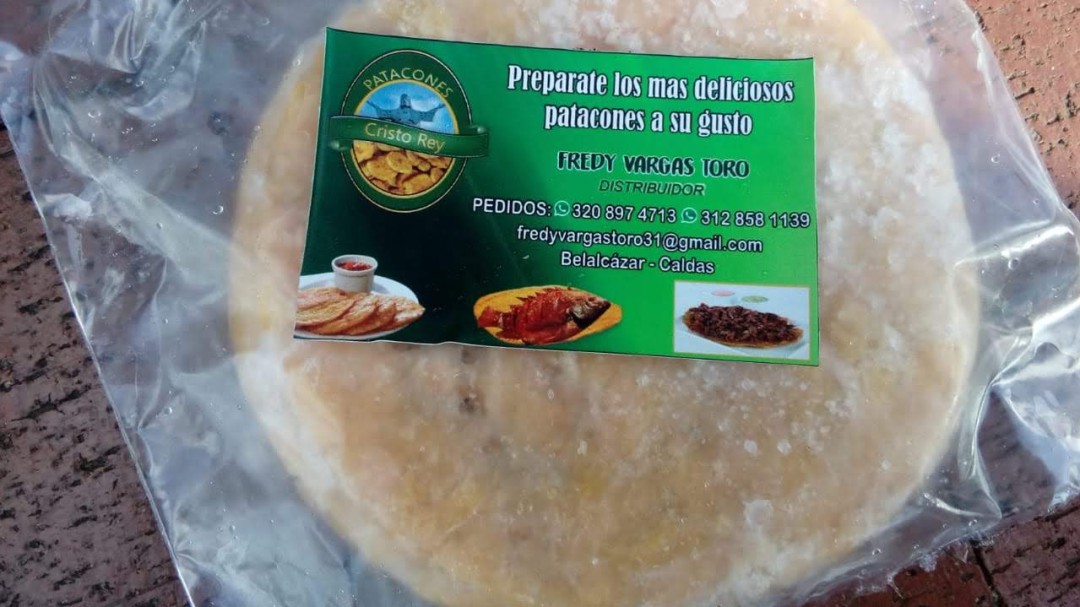 PATACONES
Cristo Rey
Preparate los mas deliciosos
patacones a su gusto
FREDY VARGAS TORO
DISTRIBUIDOR
PEDIDOS: 320 897 4713 312 858 1139
fredyvargastoro31@gmail.com
Belalcázar - Caldas